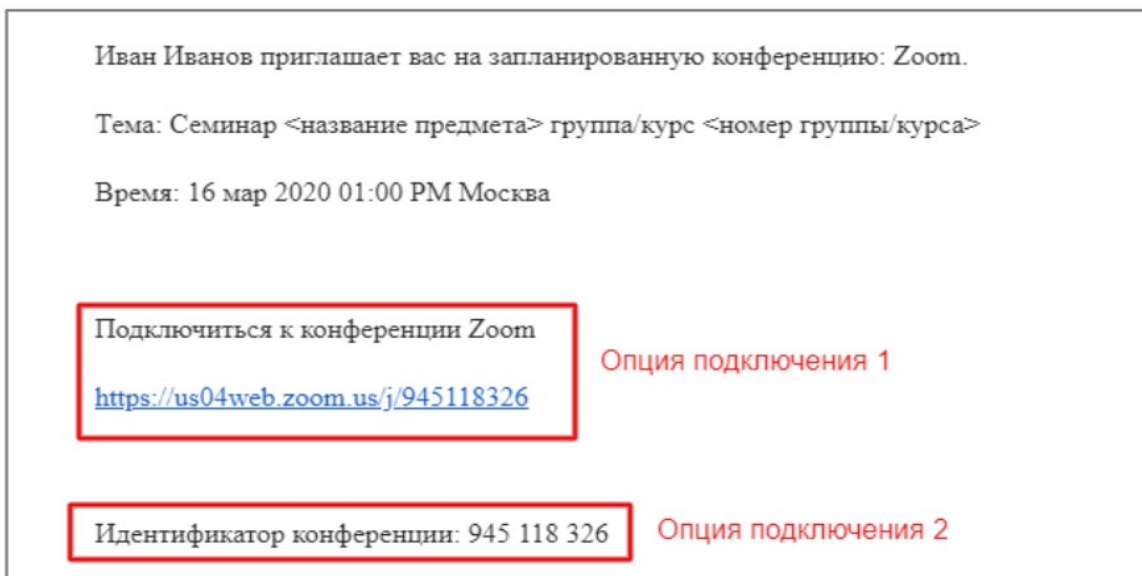 Иван Иванов приглашает вас на запланированную конференцию: Zoom.
Тема: Семинар <название предмета> группа/курс <номер группы/курса>
Время: 16 мар 2020 01:00 PM Москва
Подключиться к конференции Zoom
Опция подключения 1
https://us04web.zoom.us/j/945118326
Идентификатор конференции: 945 118 326
Опция подключения 2